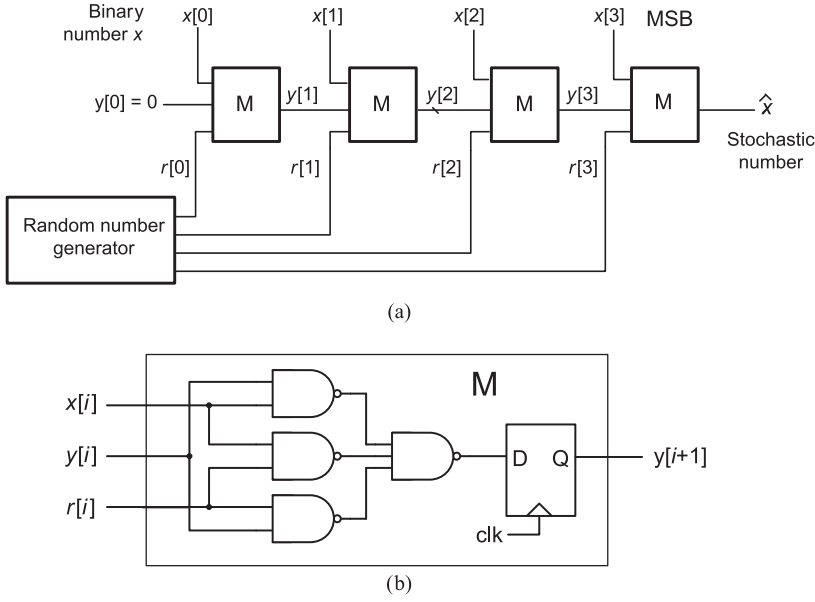 Binary
number x
x[0]
x[1]
x[2]
x[3]
MSB
y[0] = 0
M
y[1]
M
y[2]
M
y[3]
M
x̂
Stochastic
number
r[0]
r[1]
r[2]
r[3]
Random number
generator
(a)
M
x[i]
y[i]
r[i]
D
Q
clk
y[i+1]
(b)